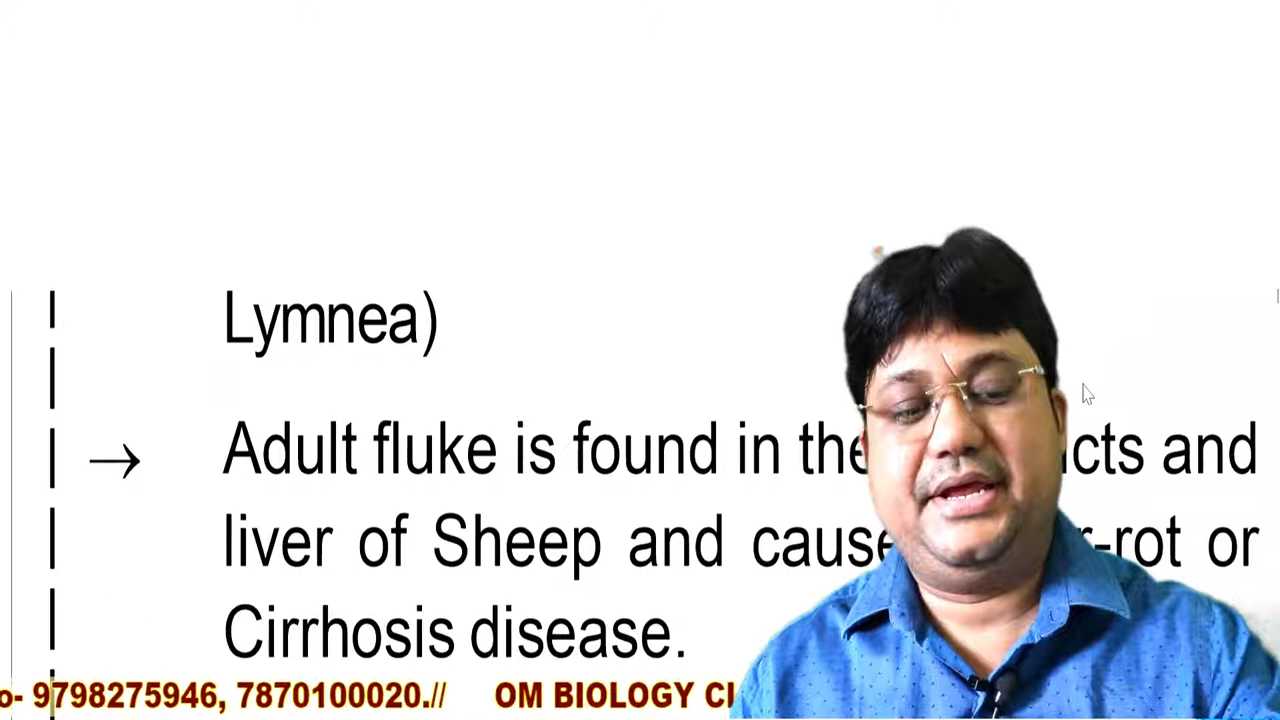 Lymnea)
→ Adult fluke is found in the cts and
liver of Sheep and cause -rot or
Cirrhosis disease.
o- 9798275946, 7870100020.// OM BIOLOGY Cl